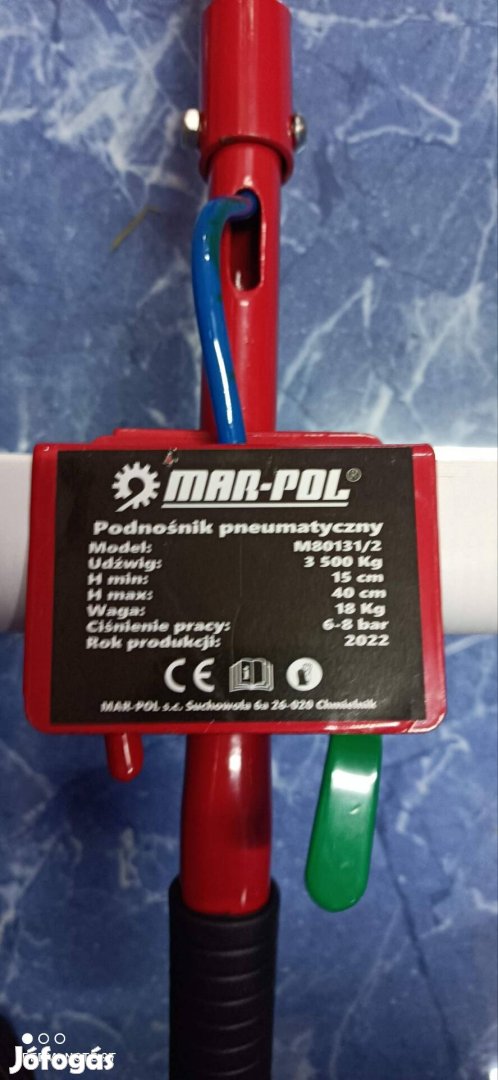 MAR-POL®
Podnośnik pneumatyczny
Model: M80131/2
Udźwig: 3 500 Kg
H min: 15 cm
H max: 40 cm
Waga: 18 Kg
Ciśnienie pracy: 6-8 bar
Rok produkcji: 2022
CE
MAR-POL s.c. Suchowola 6a 26-020 Chmielnik
Jófogás